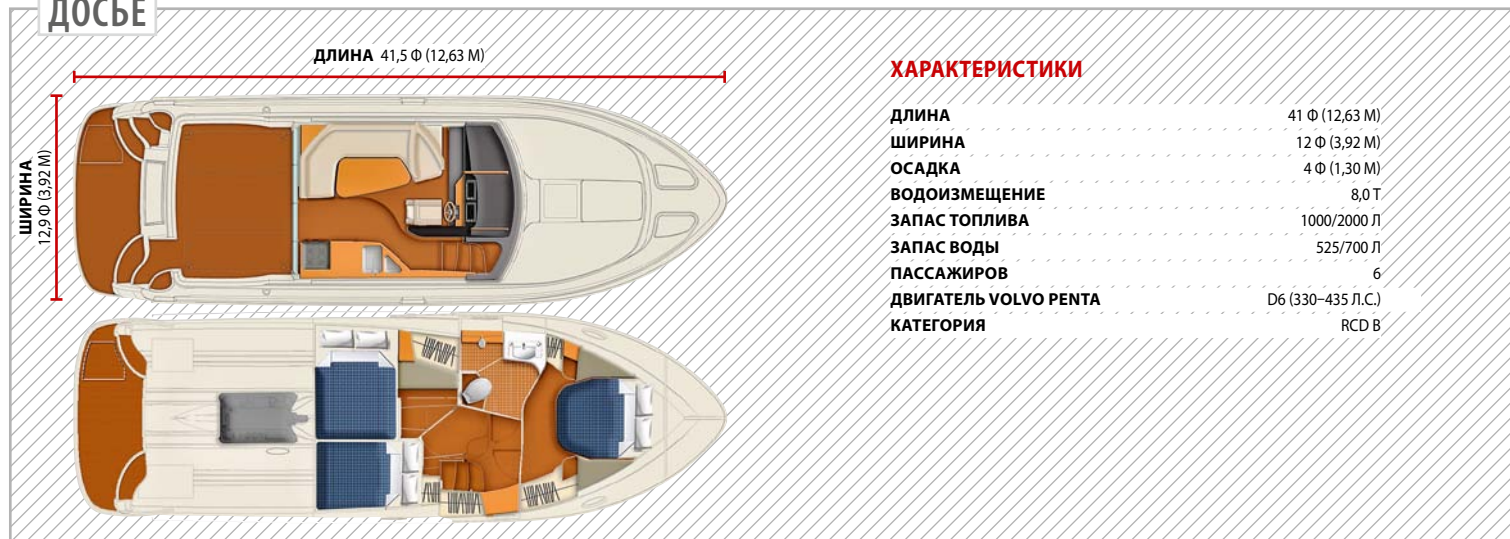 ДОСЬЕ
ДЛИНА 41,5 Ф (12,63 М)
ШИРИНА
12,9 Ф (3,92 М)
ХАРАКТЕРИСТИКИ
ДЛИНА 41 Ф (12,63 М)
ШИРИНА 12 Ф (3,92 М)
ОСАДКА 4 Ф (1,30 М)
ВОДОИЗМЕЩЕНИЕ 8,0 Т
ЗАПАС ТОПЛИВА 1000/2000 Л
ЗАПАС ВОДЫ 525/700 Л
ПАССАЖИРОВ 6
ДВИГАТЕЛЬ VOLVO PENTA D6 (330–435 Л.С.)
КАТЕГОРИЯ RCD B